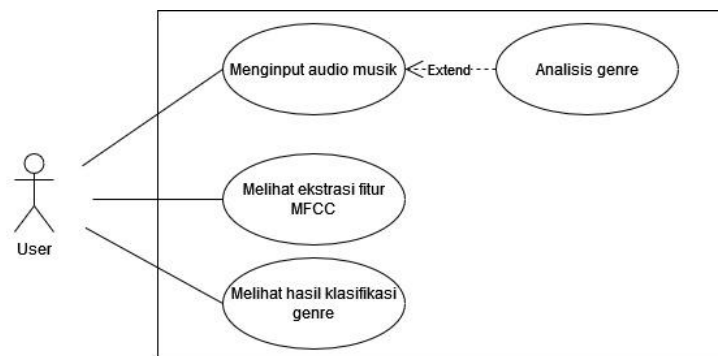 Menginput audio musik
Extend
Analisis genre
Melihat ekstrasi fitur
MFCC
User
Melihat hasil klasifikasi
genre